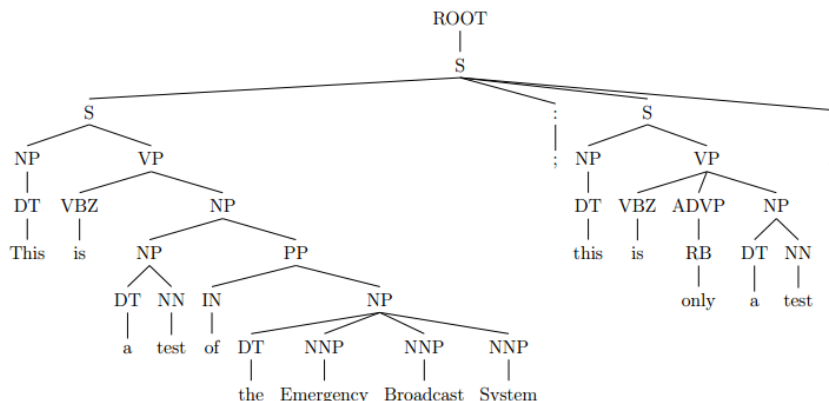 ROOT
S
S : S
NP VP ; NP VP
DT VBZ NP DT VBZ ADVP NP
This is NP PP this is RB DT NN
DT NN IN NP only a test
a test of DT NNP NNP NNP
the Emergency Broadcast System